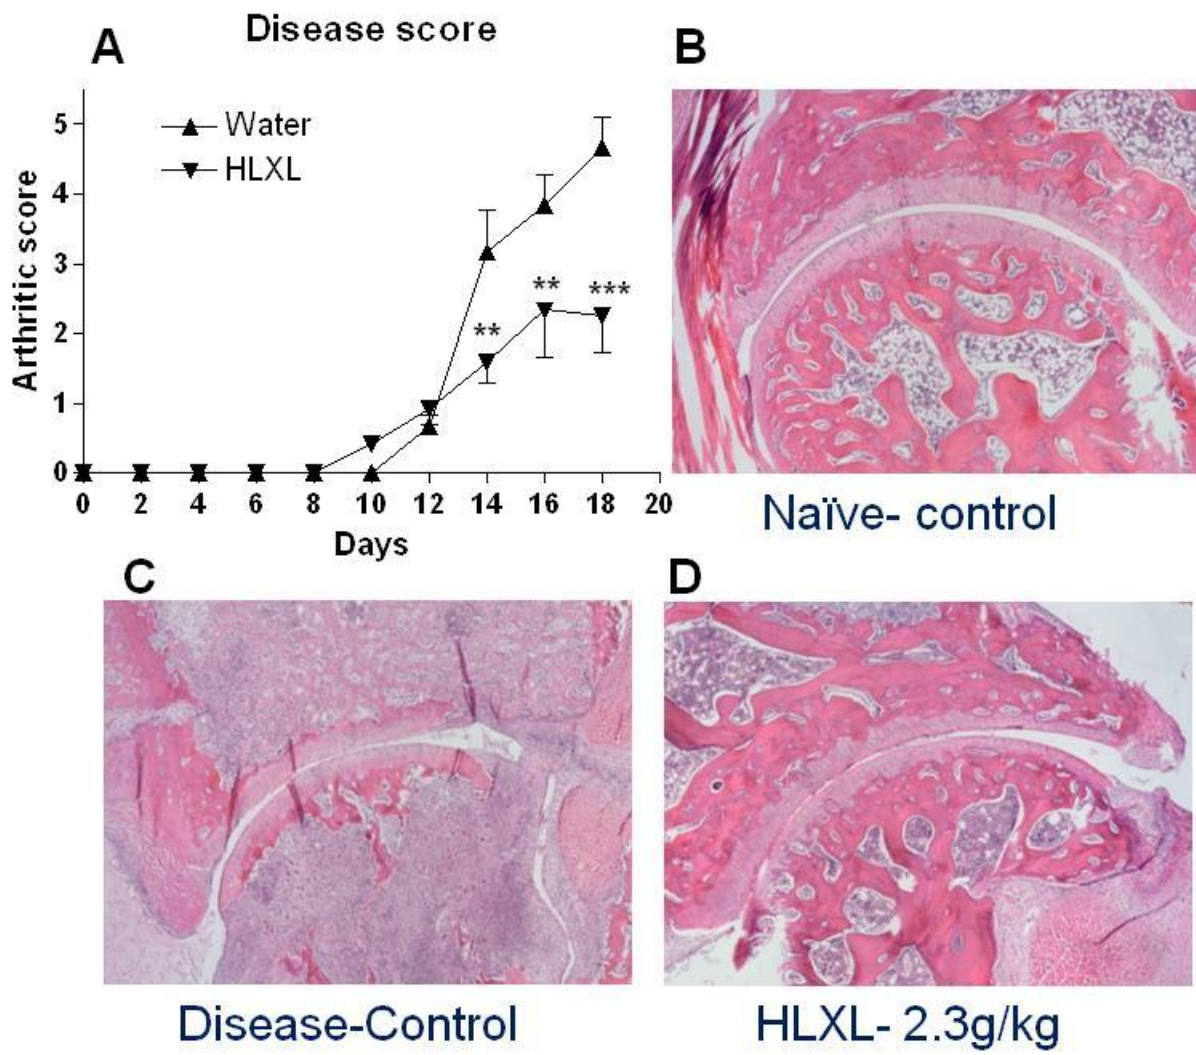 A
Disease score
B
Water
HLXL
5
4
3
2
1
0
Arthritic score
**
**
***
0 2 4 6 8 10 12 14 16 18 20
Days
Naïve- control
C
D
Disease-Control
HLXL- 2.3g/kg